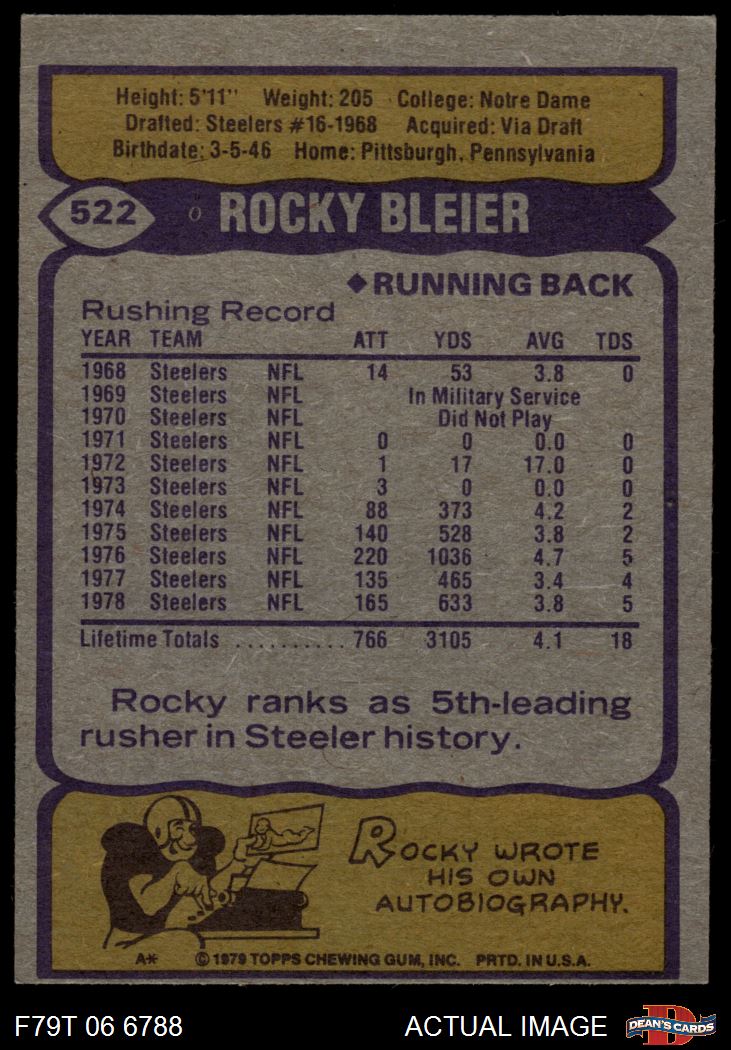 Height: 5'11" Weight: 205 College: Notre Dame
Drafted: Steelers #16-1968 Acquired: Via Draft
Birthdate: 3-5-46 Home: Pittsburgh, Pennsylvania
522 ROCKY BLEIER
◆RUNNING BACK
Rushing Record
YEAR TEAM ATT YDS AVG TDS
1968 Steelers NFL 14 53 3.8 0
1969 Steelers NFL In Military Service
1970 Steelers NFL Did Not Play
1971 Steelers NFL 0 0 0.0 0
1972 Steelers NFL 1 17 17.0 0
1973 Steelers NFL 3 0 0.0 0
1974 Steelers NFL 88 373 4.2 2
1975 Steelers NFL 140 528 3.8 2
1976 Steelers NFL 220 1036 4.7 5
1977 Steelers NFL 135 465 3.4 4
1978 Steelers NFL 165 633 3.8 5
Lifetime Totals .......... 766 3105 4.1 18
Rocky ranks as 5th-leading
rusher in Steeler history.
ROCKY WROTE
HIS OWN
AUTOBIOGRAPHY.
A* © 1979 TOPPS CHEWING GUM, INC. PRTD. IN U.S.A.
F79T 06 6788 ACTUAL IMAGE D DEAN'S CARDS